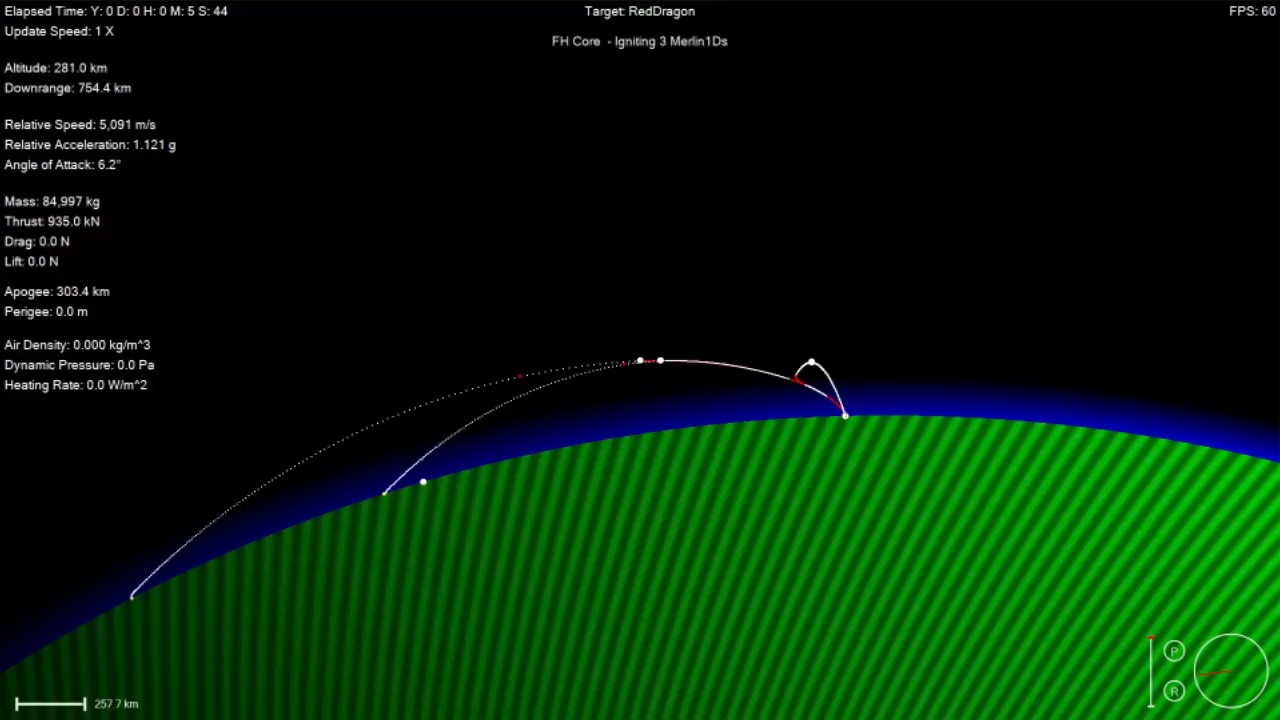 Elapsed Time: Y: 0 D: 0 H: 0 M: 5 S: 44
Target: RedDragon
FPS: 60
Update Speed: 1 X
FH Core - Igniting 3 Merlin1Ds
Altitude: 281.0 km
Downrange: 754.4 km
Relative Speed: 5,091 m/s
Relative Acceleration: 1.121 g
Angle of Attack: 6.2°
Mass: 84,997 kg
Thrust: 935.0 kN
Drag: 0.0 N
Lift: 0.0 N
Apogee: 303.4 km
Perigee: 0.0 m
Air Density: 0.000 kg/m^3
Dynamic Pressure: 0.0 Pa
Heating Rate: 0.0 W/m^2
P
R
257.7 km